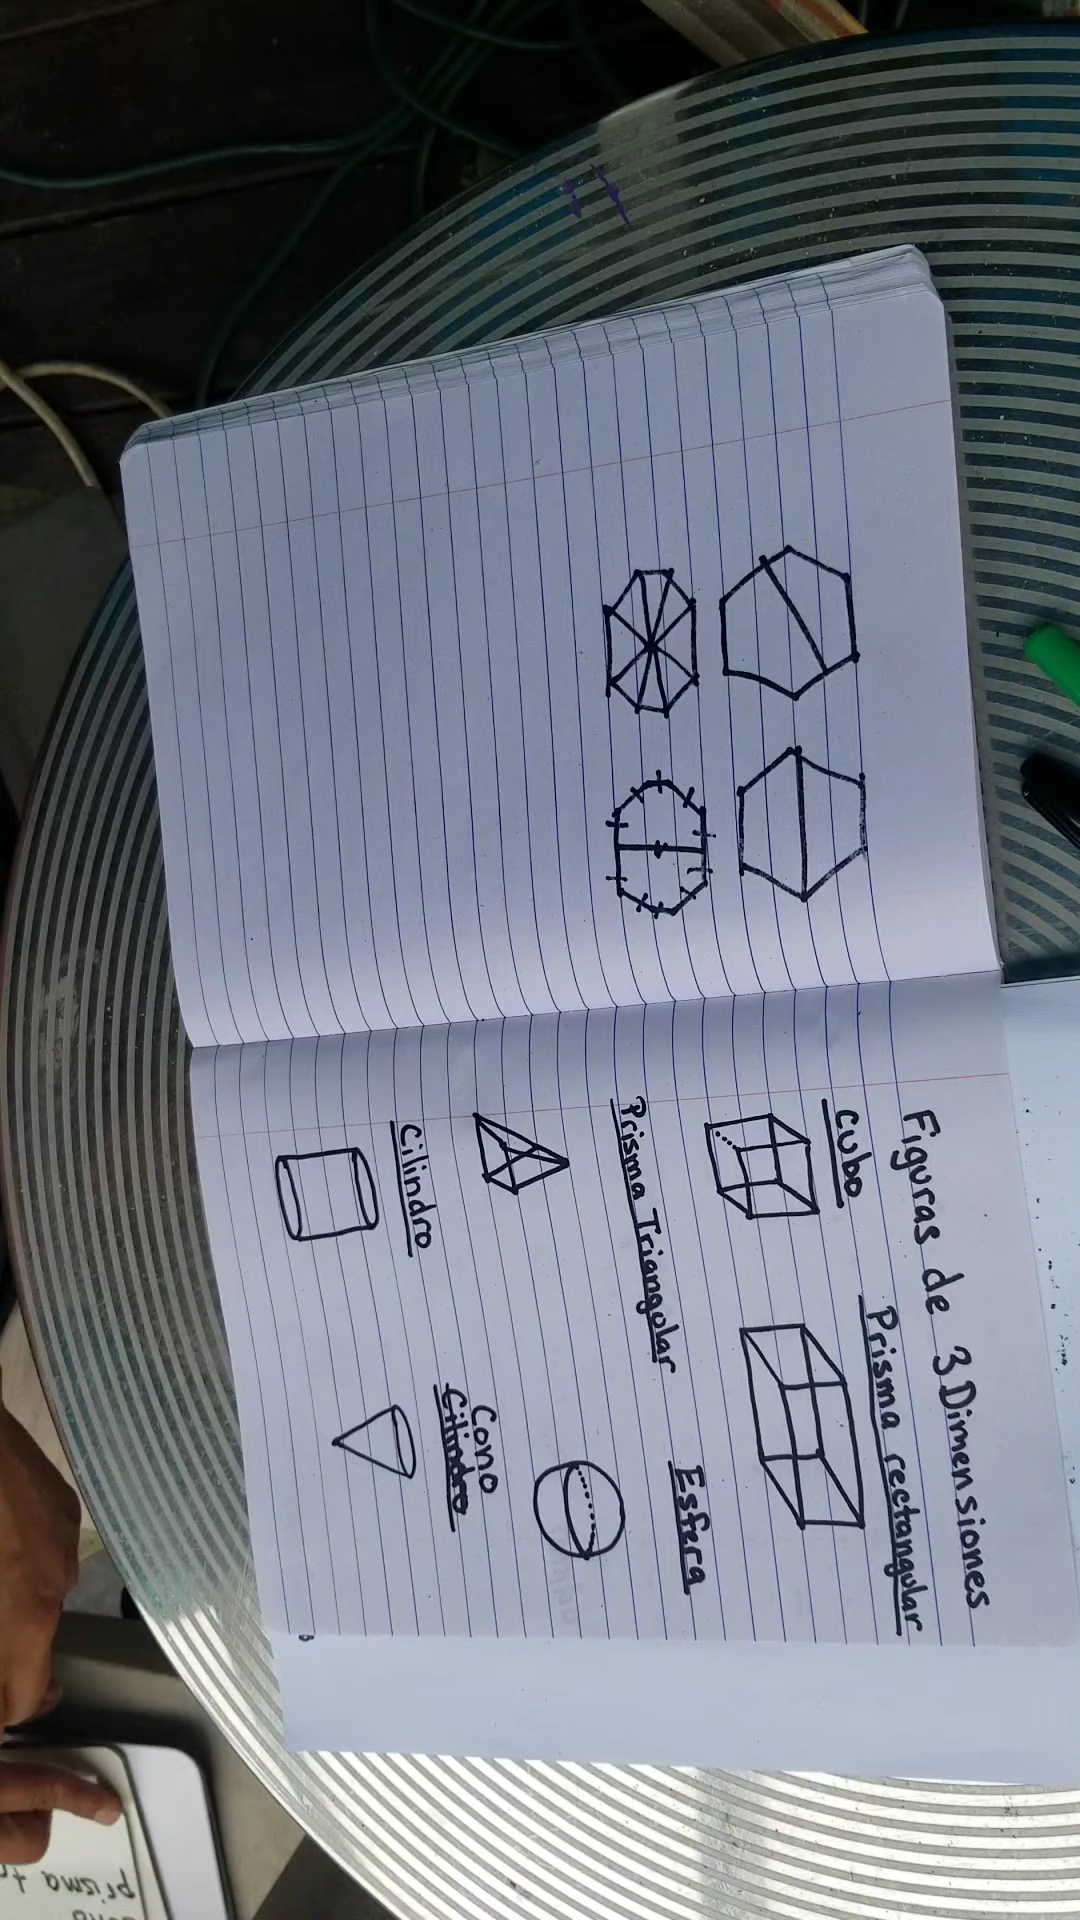 Figuras de 3 Dimensiones
Cubo
Prisma rectangular
Prisma Triangular
Esfera
Cilindro
Cono
Cilindro
prisma